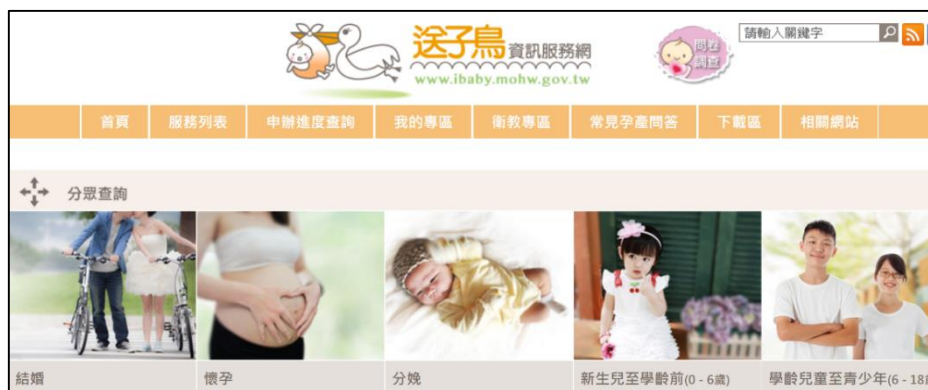 送子鳥 資訊服務網
www.ibaby.mohw.gov.tw
問卷
調查
請輸入關鍵字
首頁 服務列表 申辦進度查詢 我的專區 衛教專區 常見孕產問答 下載區 相關網站
分眾查詢
結婚 懷孕 分娩 新生兒至學齡前(0 - 6歲) 學齡兒童至青少年(6 - 18